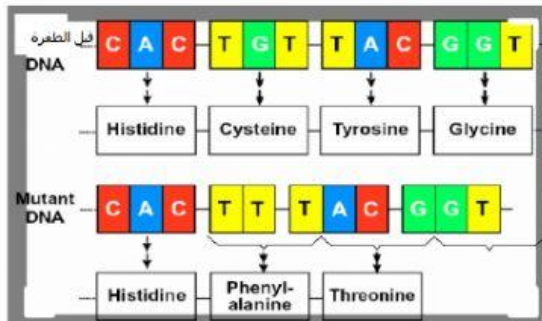 قبل الطفرة
DNA
C A C T G T T A C G G T
Histidine Cysteine Tyrosine Glycine
Mutant
DNA
C A C T T T A C G G T
Histidine Phenyl-
alanine Threonine